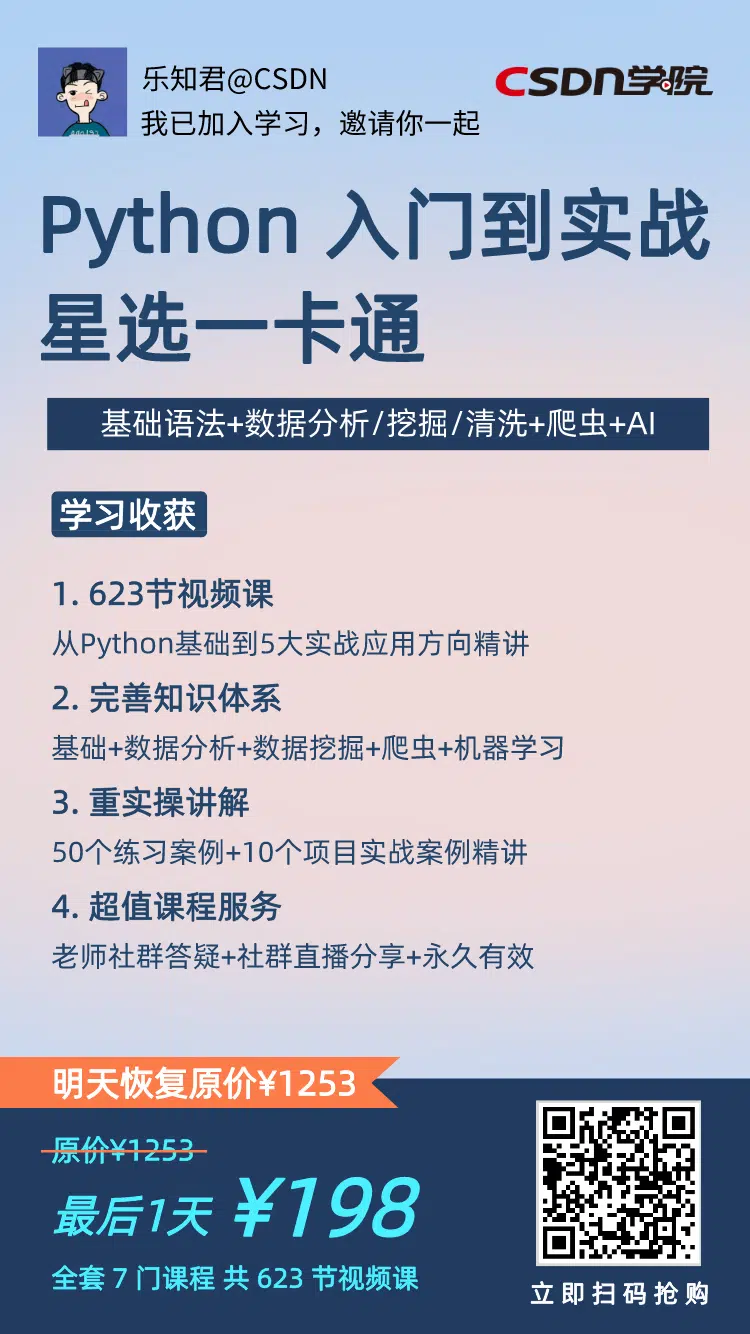 乐知君@CSDN
CSDN学院
我已加入学习，邀请你一起
Python 入门到实战
星选一卡通
基础语法+数据分析/挖掘/清洗+爬虫+AI
学习收获
1. 623节视频课
从Python基础到5大实战应用方向精讲
2. 完善知识体系
基础+数据分析+数据挖掘+爬虫+机器学习
3. 重实操讲解
50个练习案例+10个项目实战案例精讲
4. 超值课程服务
老师社群答疑+社群直播分享+永久有效
明天恢复原价¥1253
原价¥1253
最后1天 ¥198
全套 7 门课程 共 623 节视频课
立即扫码抢购